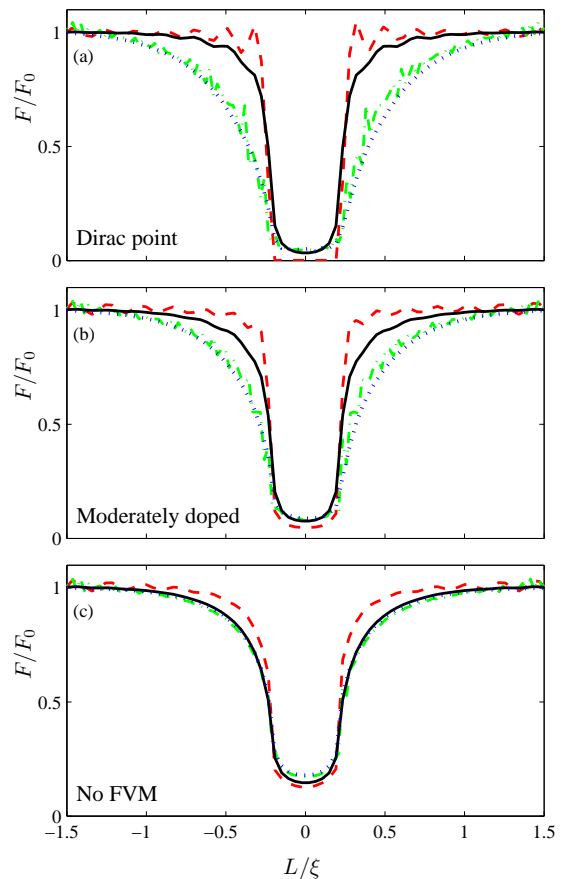 1
(a)
F/F₀
0.5
Dirac point
0
1
(b)
F/F₀
0.5
Moderately doped
0
1
(c)
F/F₀
0.5
No FVM
0
−1.5 −1 −0.5 0 0.5 1 1.5
L/ξ